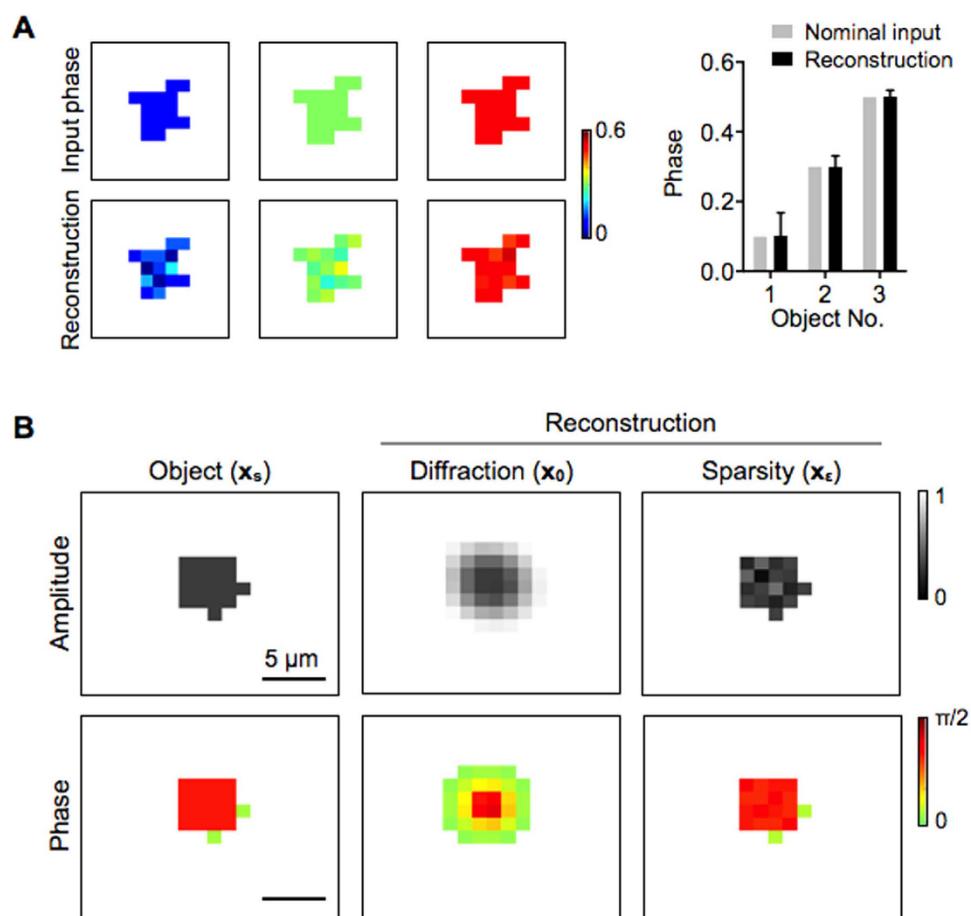 A
Input phase
Reconstruction
0.6
0
Nominal input
Reconstruction
Phase
0.6
0.4
0.2
0.0
1 2 3
Object No.
B
Reconstruction
Object (xs)
Diffraction (x0)
Sparsity (xε)
Amplitude
5 μm
1
0
Phase
π/2
0